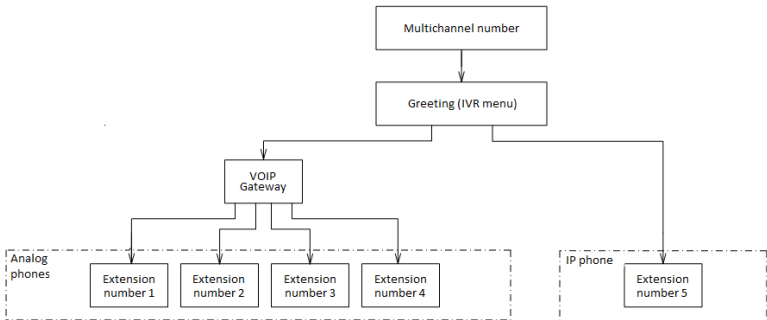 Multichannel number
Greeting (IVR menu)
VOIP
Gateway
Analog
phones
IP phone
Extension
number 1
Extension
number 2
Extension
number 3
Extension
number 4
Extension
number 5